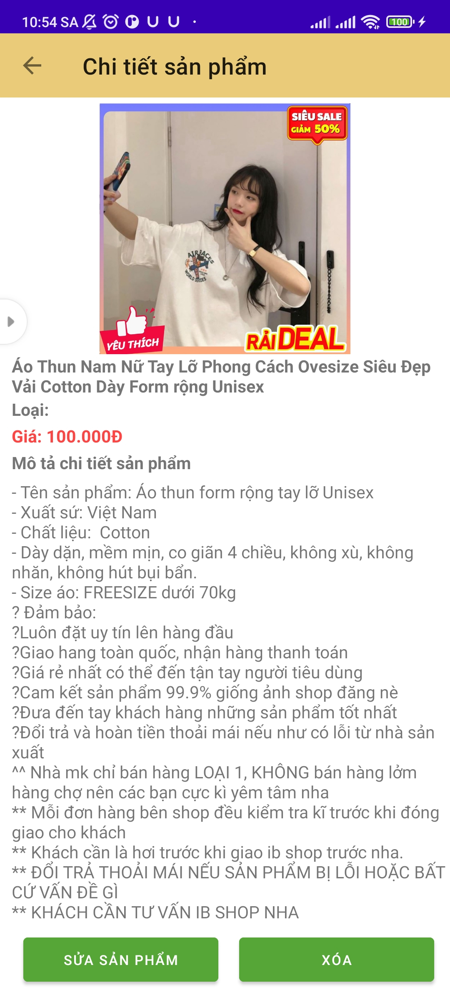 10:54 SA
100
Chi tiết sản phẩm
SIÊU SALE
GIẢM 50%
AIR RACES
WORLD SERIES
YÊU THÍCH
RẢI DEAL
Áo Thun Nam Nữ Tay Lỡ Phong Cách Ovesize Siêu Đẹp
Vải Cotton Dày Form rộng Unisex
Loại:
Giá: 100.000Đ
Mô tả chi tiết sản phẩm
- Tên sản phẩm: Áo thun form rộng tay lỡ Unisex
- Xuất sứ: Việt Nam
- Chất liệu:  Cotton
- Dày dặn, mềm mịn, co giãn 4 chiều, không xù, không
nhăn, không hút bụi bẩn.
- Size áo: FREESIZE dưới 70kg
? Đảm bảo:
?Luôn đặt uy tín lên hàng đầu
?Giao hang toàn quốc, nhận hàng thanh toán
?Giá rẻ nhất có thể đến tận tay người tiêu dùng
?Cam kết sản phẩm 99.9% giống ảnh shop đăng nè
?Đưa đến tay khách hàng những sản phẩm tốt nhất
?Đổi trả và hoàn tiền thoải mái nếu như có lỗi từ nhà sản
xuất
^^ Nhà mk chỉ bán hàng LOẠI 1, KHÔNG bán hàng lởm
hàng chợ nên các bạn cực kì yêm tâm nha
** Mỗi đơn hàng bên shop đều kiểm tra kĩ trước khi đóng
giao cho khách
** Khách cần là hơi trước khi giao ib shop trước nha.
** ĐỔI TRẢ THOẢI MÁI NẾU SẢN PHẨM BỊ LỖI HOẶC BẤT
CỨ VẤN ĐỀ GÌ
** KHÁCH CẦN TƯ VẤN IB SHOP NHA
SỬA SẢN PHẨM
XÓA